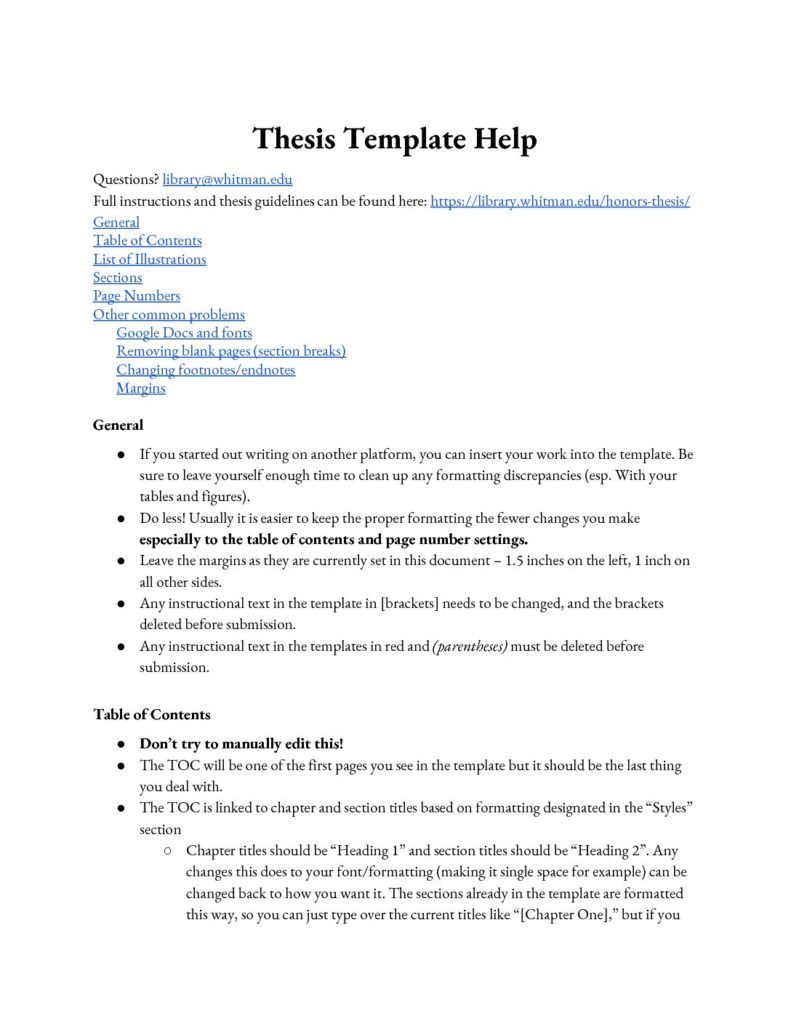 Thesis Template Help
Questions? library@whitman.edu
Full instructions and thesis guidelines can be found here: https://library.whitman.edu/honors-thesis/
General
Table of Contents
List of Illustrations
Sections
Page Numbers
Other common problems
Google Docs and fonts
Removing blank pages (section breaks)
Changing footnotes/endnotes
Margins
General
● If you started out writing on another platform, you can insert your work into the template. Be
sure to leave yourself enough time to clean up any formatting discrepancies (esp. With your
tables and figures).
● Do less! Usually it is easier to keep the proper formatting the fewer changes you make
especially to the table of contents and page number settings.
● Leave the margins as they are currently set in this document – 1.5 inches on the left, 1 inch on
all other sides.
● Any instructional text in the template in [brackets] needs to be changed, and the brackets
deleted before submission.
● Any instructional text in the templates in red and (parentheses) must be deleted before
submission.
Table of Contents
● Don’t try to manually edit this!
● The TOC will be one of the first pages you see in the template but it should be the last thing
you deal with.
● The TOC is linked to chapter and section titles based on formatting designated in the “Styles”
section
○ Chapter titles should be “Heading 1” and section titles should be “Heading 2”. Any
changes this does to your font/formatting (making it single space for example) can be
changed back to how you want it. The sections already in the template are formatted
this way, so you can just type over the current titles like “[Chapter One],” but if you